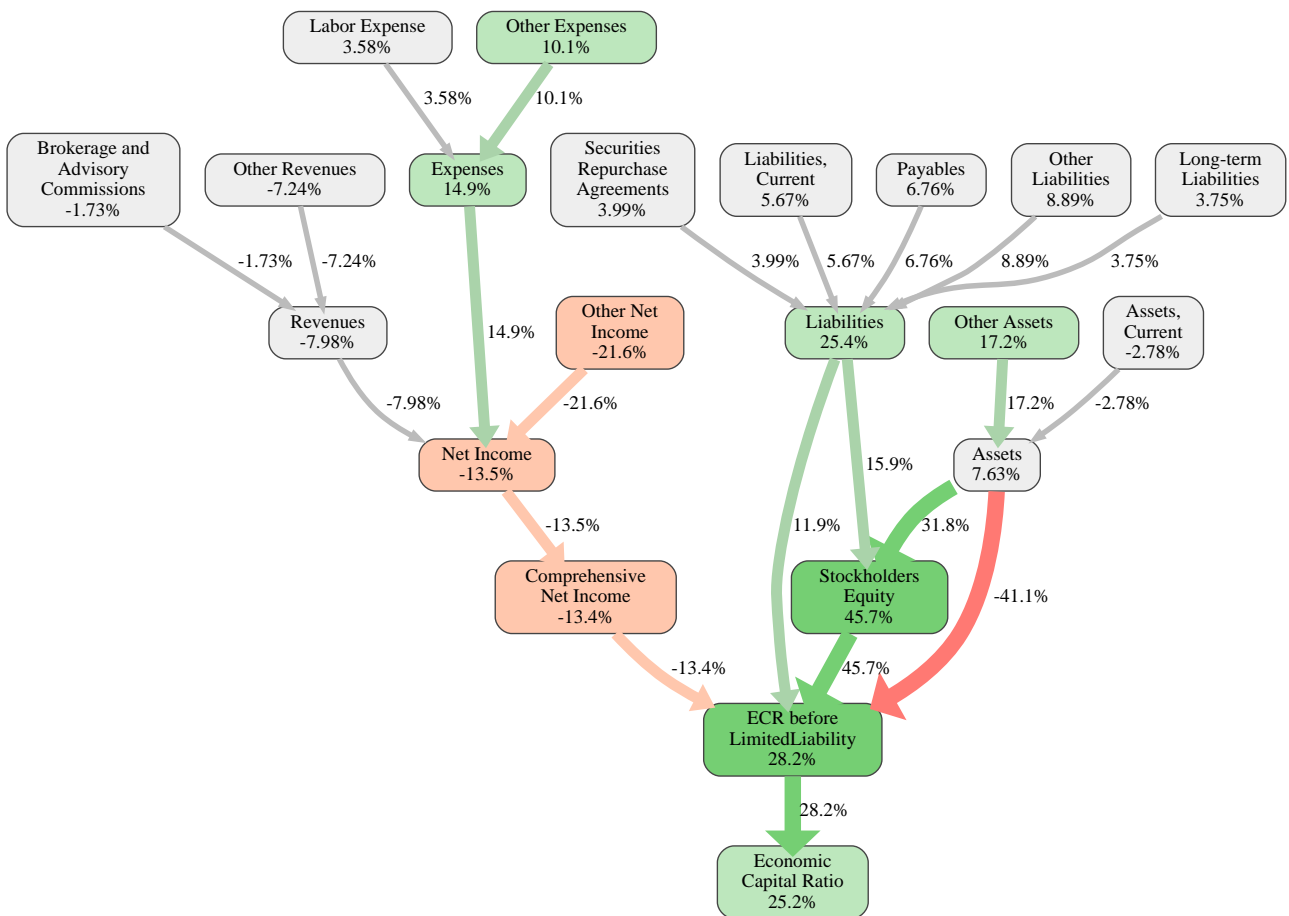 Labor Expense
3.58%
Other Expenses
10.1%
3.58%
10.1%
Brokerage and
Advisory
Commissions
-1.73%
Other Revenues
-7.24%
Expenses
14.9%
Securities
Repurchase
Agreements
3.99%
Liabilities,
Current
5.67%
Payables
6.76%
Other
Liabilities
8.89%
Long-term
Liabilities
3.75%
-1.73%
-7.24%
3.99%
5.67%
6.76%
8.89%
3.75%
Revenues
-7.98%
14.9%
Other Net
Income
-21.6%
Liabilities
25.4%
Other Assets
17.2%
Assets,
Current
-2.78%
-7.98%
-21.6%
17.2%
-2.78%
Net Income
-13.5%
15.9%
Assets
7.63%
-13.5%
11.9%
31.8%
Comprehensive
Net Income
-13.4%
Stockholders
Equity
45.7%
-41.1%
-13.4%
45.7%
ECR before
LimitedLiability
28.2%
28.2%
Economic
Capital Ratio
25.2%